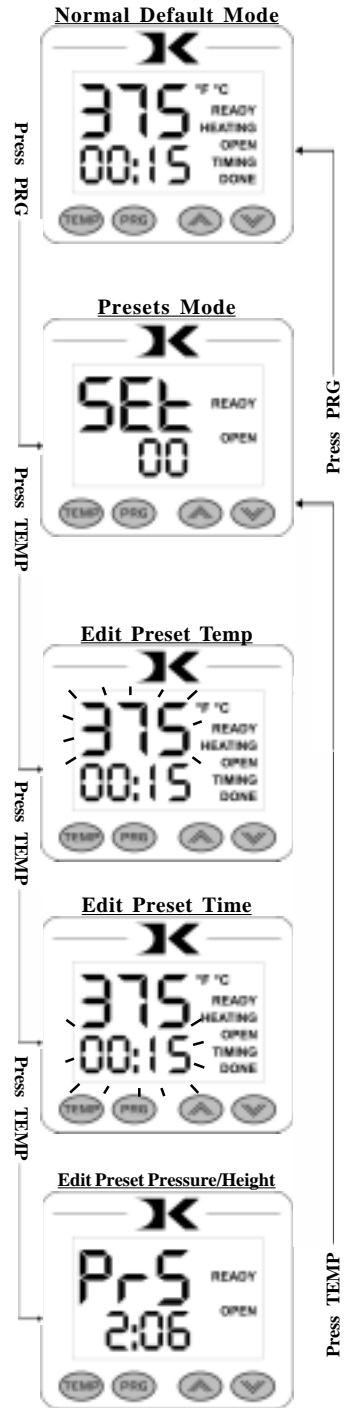 Normal Default Mode
375 °F °C
READY
HEATING
OPEN
00:15 TIMING
DONE
TEMP PRG
Press PRG
Press PRG
Presets Mode
SEt READY
OPEN
00
TEMP PRG
Press TEMP
Edit Preset Temp
375 °F °C
READY
HEATING
OPEN
00:15 TIMING
DONE
TEMP PRG
Press TEMP
Edit Preset Time
375 °F °C
READY
HEATING
OPEN
00:15 TIMING
DONE
TEMP PRG
Press TEMP
Edit Preset Pressure/Height
PrS READY
OPEN
2:06
TEMP PRG
Press TEMP